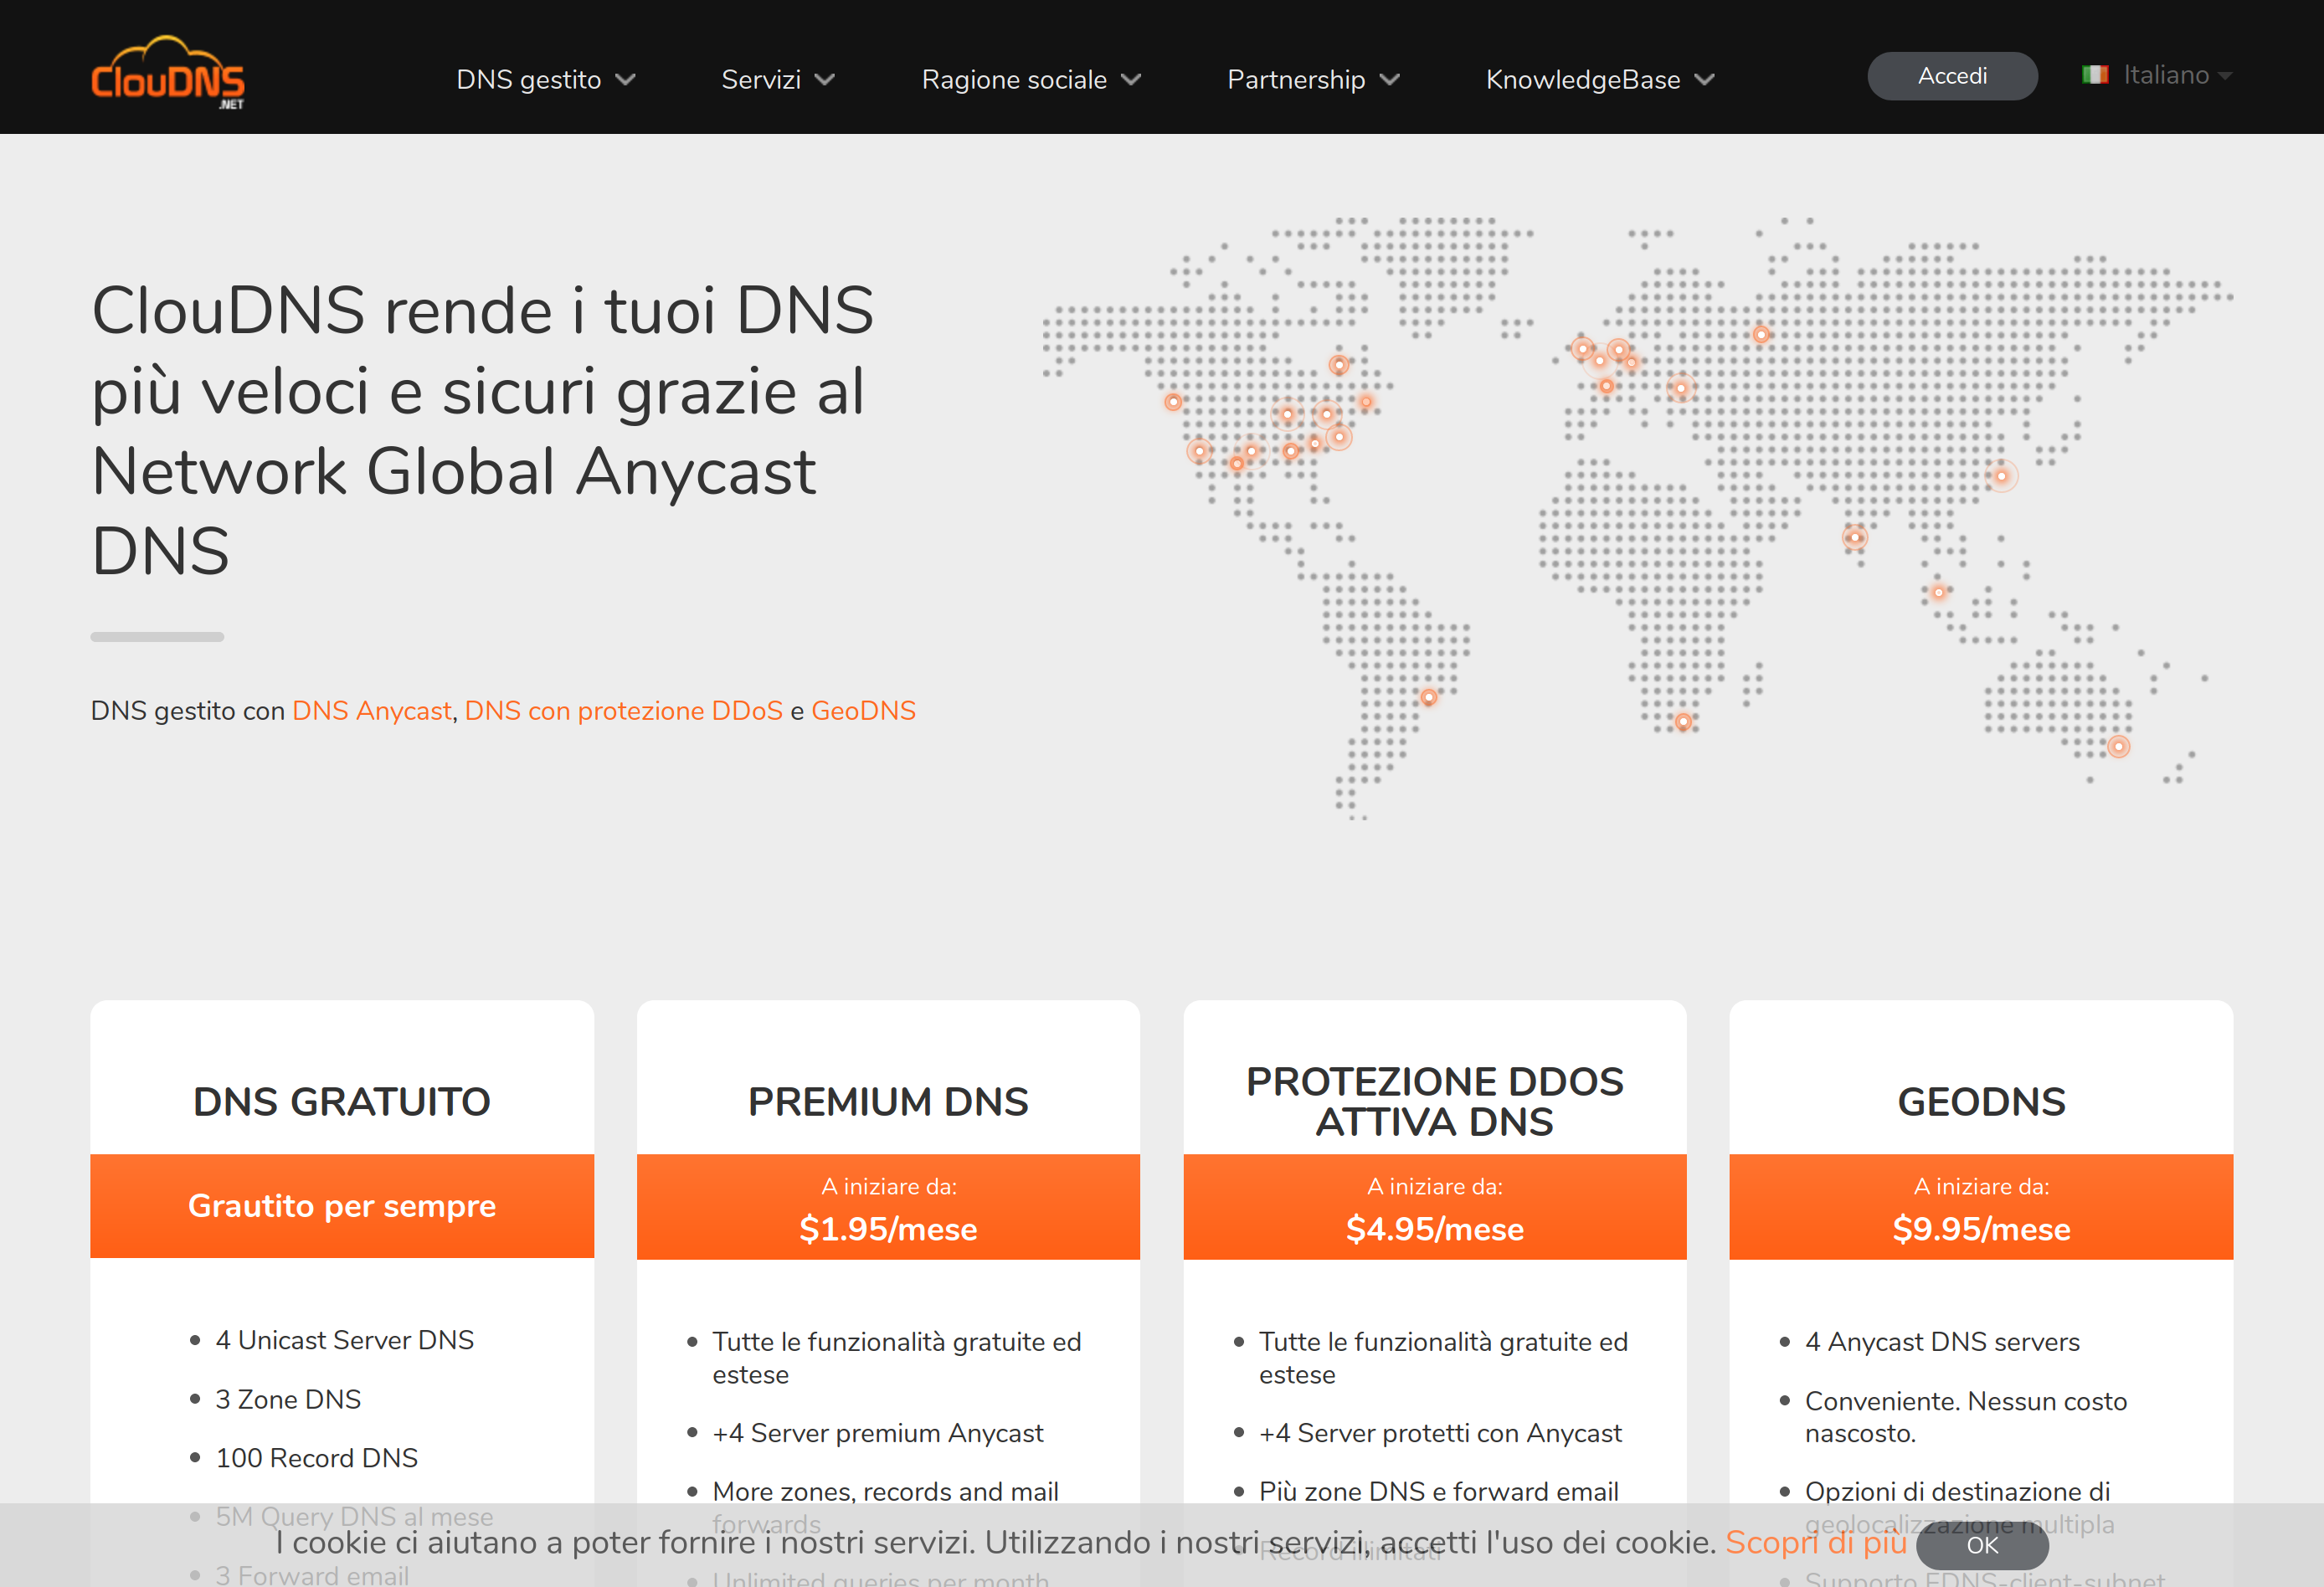 ClouDNS
.NET
DNS gestito
Servizi
Ragione sociale
Partnership
KnowledgeBase
Accedi
Italiano
ClouDNS rende i tuoi DNS
più veloci e sicuri grazie al
Network Global Anycast
DNS
DNS gestito con DNS Anycast, DNS con protezione DDoS e GeoDNS
DNS GRATUITO
Grautito per sempre
4 Unicast Server DNS
3 Zone DNS
100 Record DNS
5M Query DNS al mese
3 Forward email
PREMIUM DNS
A iniziare da:
$1.95/mese
Tutte le funzionalità gratuite ed
estese
+4 Server premium Anycast
More zones, records and mail
forwards
Unlimited queries per month
PROTEZIONE DDOS
ATTIVA DNS
A iniziare da:
$4.95/mese
Tutte le funzionalità gratuite ed
estese
+4 Server protetti con Anycast
Più zone DNS e forward email
Record illimitati
GEODNS
A iniziare da:
$9.95/mese
4 Anycast DNS servers
Conveniente. Nessun costo
nascosto.
Opzioni di destinazione di
geolocalizzazione multipla
Supporto EDNS-client-subnet
I cookie ci aiutano a poter fornire i nostri servizi. Utilizzando i nostri servizi, accetti l'uso dei cookie. Scopri di più
OK